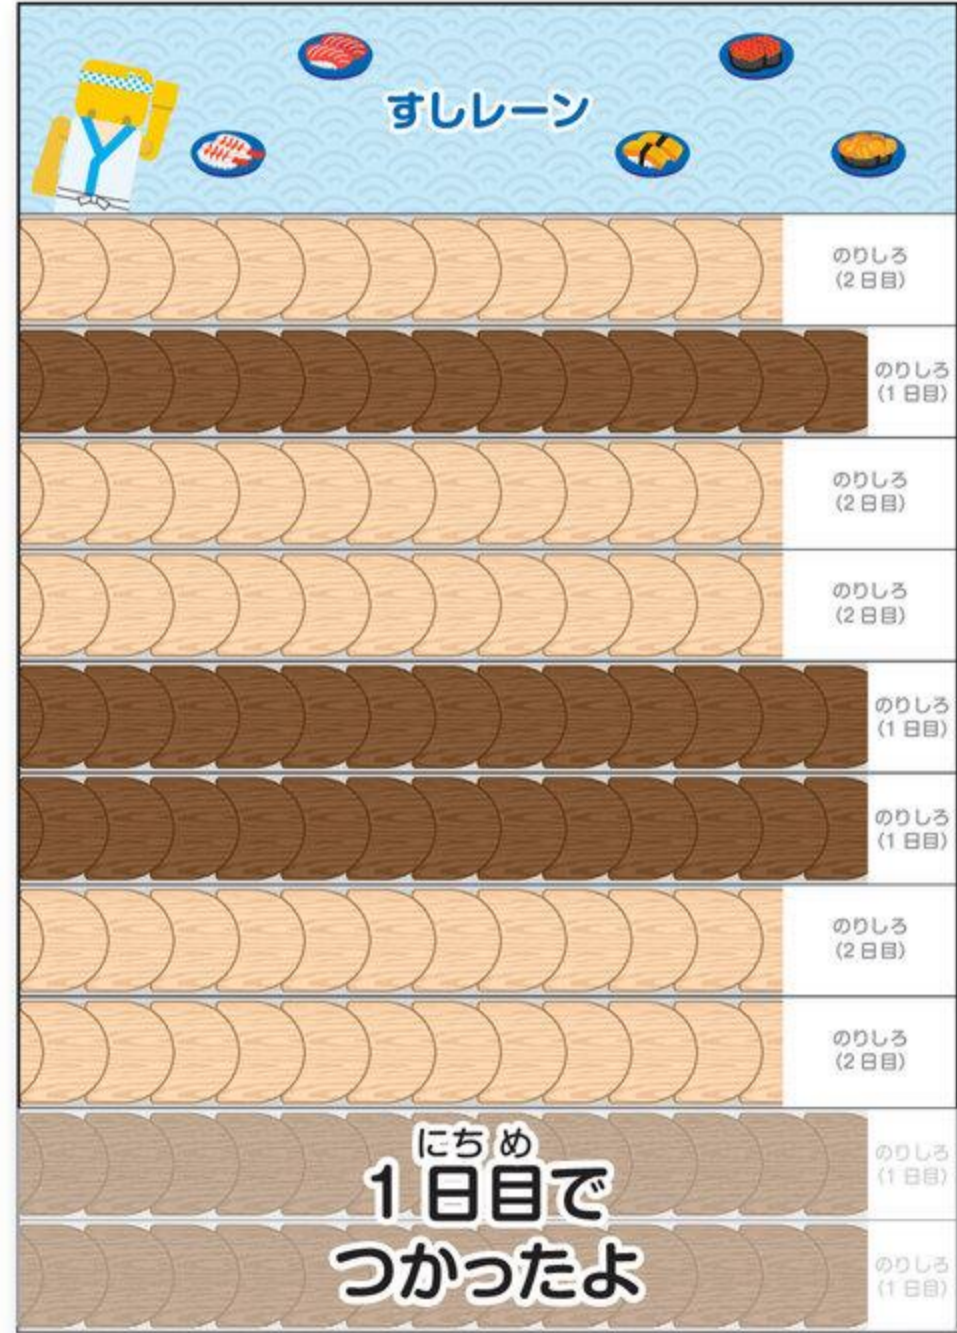 すしレーン
のりしろ
(2日目)
のりしろ
(1日目)
のりしろ
(2日目)
のりしろ
(2日目)
のりしろ
(1日目)
のりしろ
(1日目)
のりしろ
(2日目)
のりしろ
(2日目)
のりしろ
(1日目)
にちめ
1日目で
つかったよ
のりしろ
(1日目)